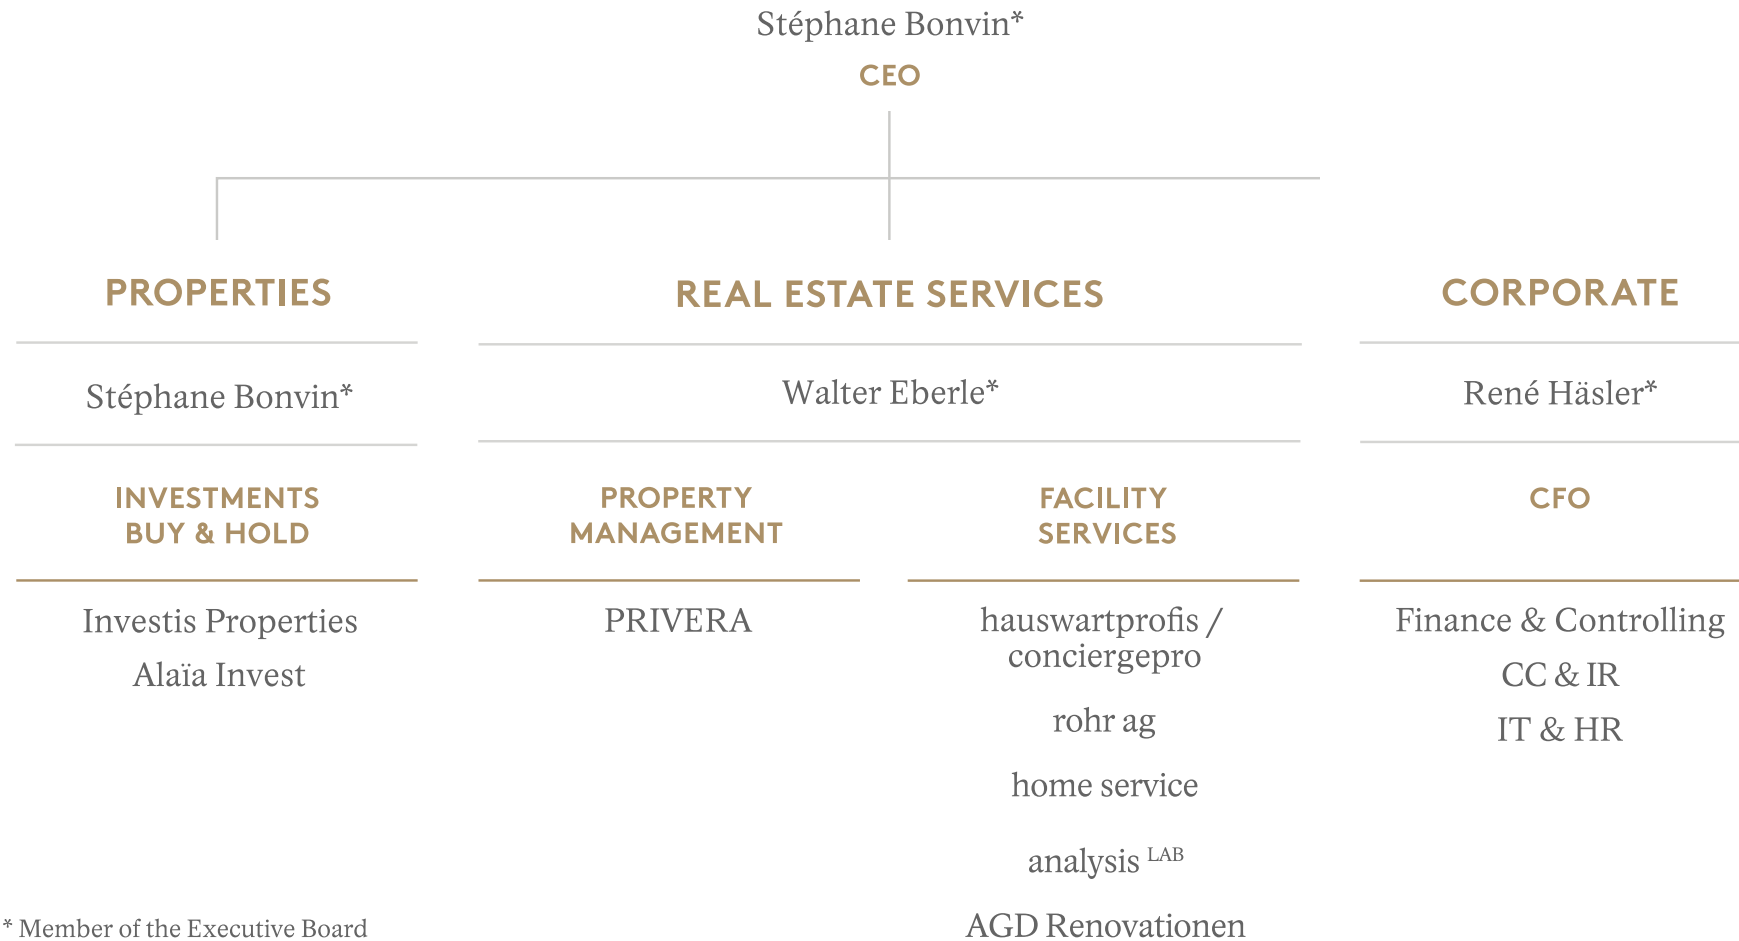 Stéphane Bonvin*
CEO
PROPERTIES
Stéphane Bonvin*
INVESTMENTS
BUY & HOLD
Investis Properties
Alaïa Invest
REAL ESTATE SERVICES
Walter Eberle*
PROPERTY
MANAGEMENT
PRIVERA
FACILITY
SERVICES
hauswartprofis /
conciergepro
rohr ag
home service
analysis LAB
AGD Renovationen
CORPORATE
René Häsler*
CFO
Finance & Controlling
CC & IR
IT & HR
* Member of the Executive Board